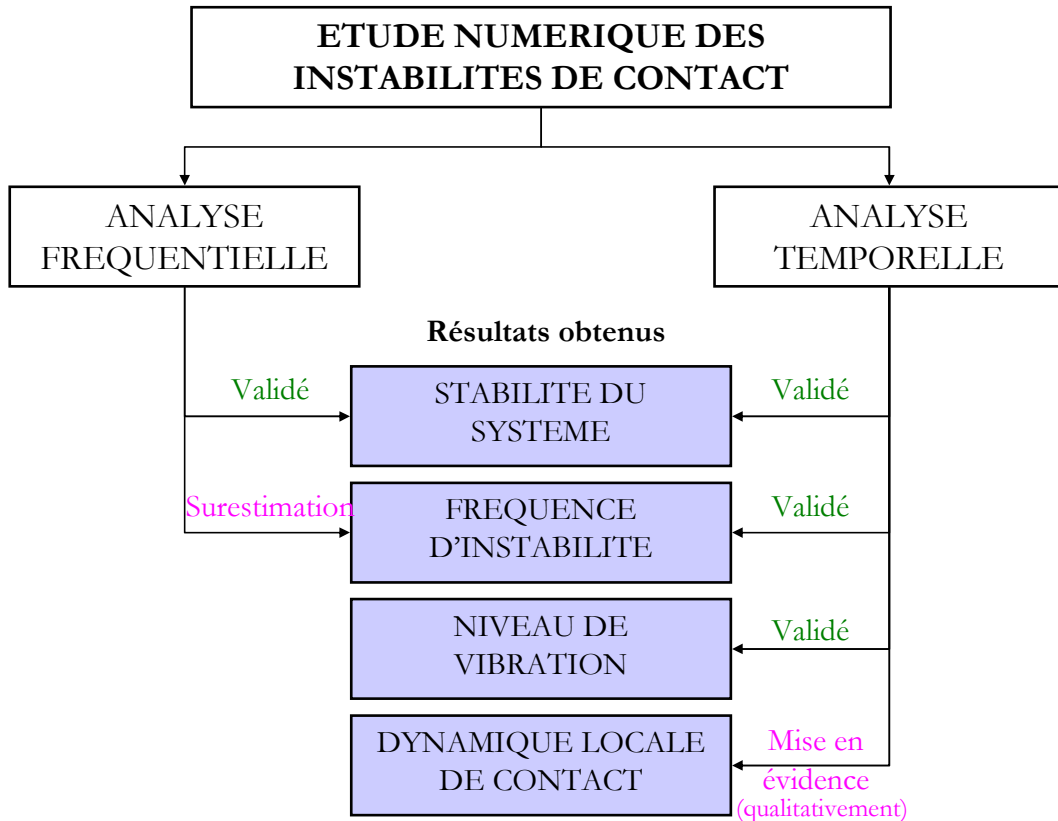 ETUDE NUMERIQUE DES
INSTABILITES DE CONTACT
ANALYSE
FREQUENTIELLE
ANALYSE
TEMPORELLE
Résultats obtenus
Validé
STABILITE DU
SYSTEME
Validé
Surestimation
FREQUENCE
D'INSTABILITE
Validé
NIVEAU DE
VIBRATION
Validé
DYNAMIQUE LOCALE
DE CONTACT
Mise en
évidence
(qualitativement)